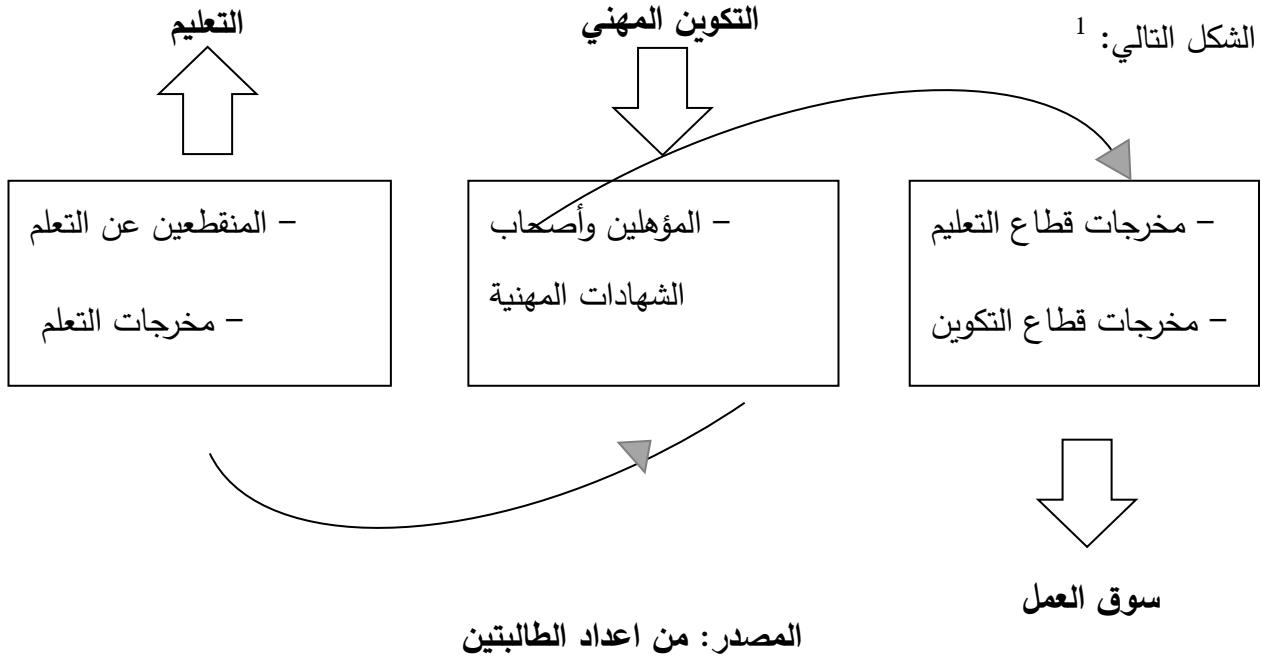 الشكل التالي: 1
التكوين المهني
التعليم
– مخرجات قطاع التعليم
– مخرجات قطاع التكوين
– المؤهلين وأصحاب
الشهادات المهنية
– المنقطعين عن التعلم
– مخرجات التعلم
سوق العمل
المصدر: من اعداد الطالبتين